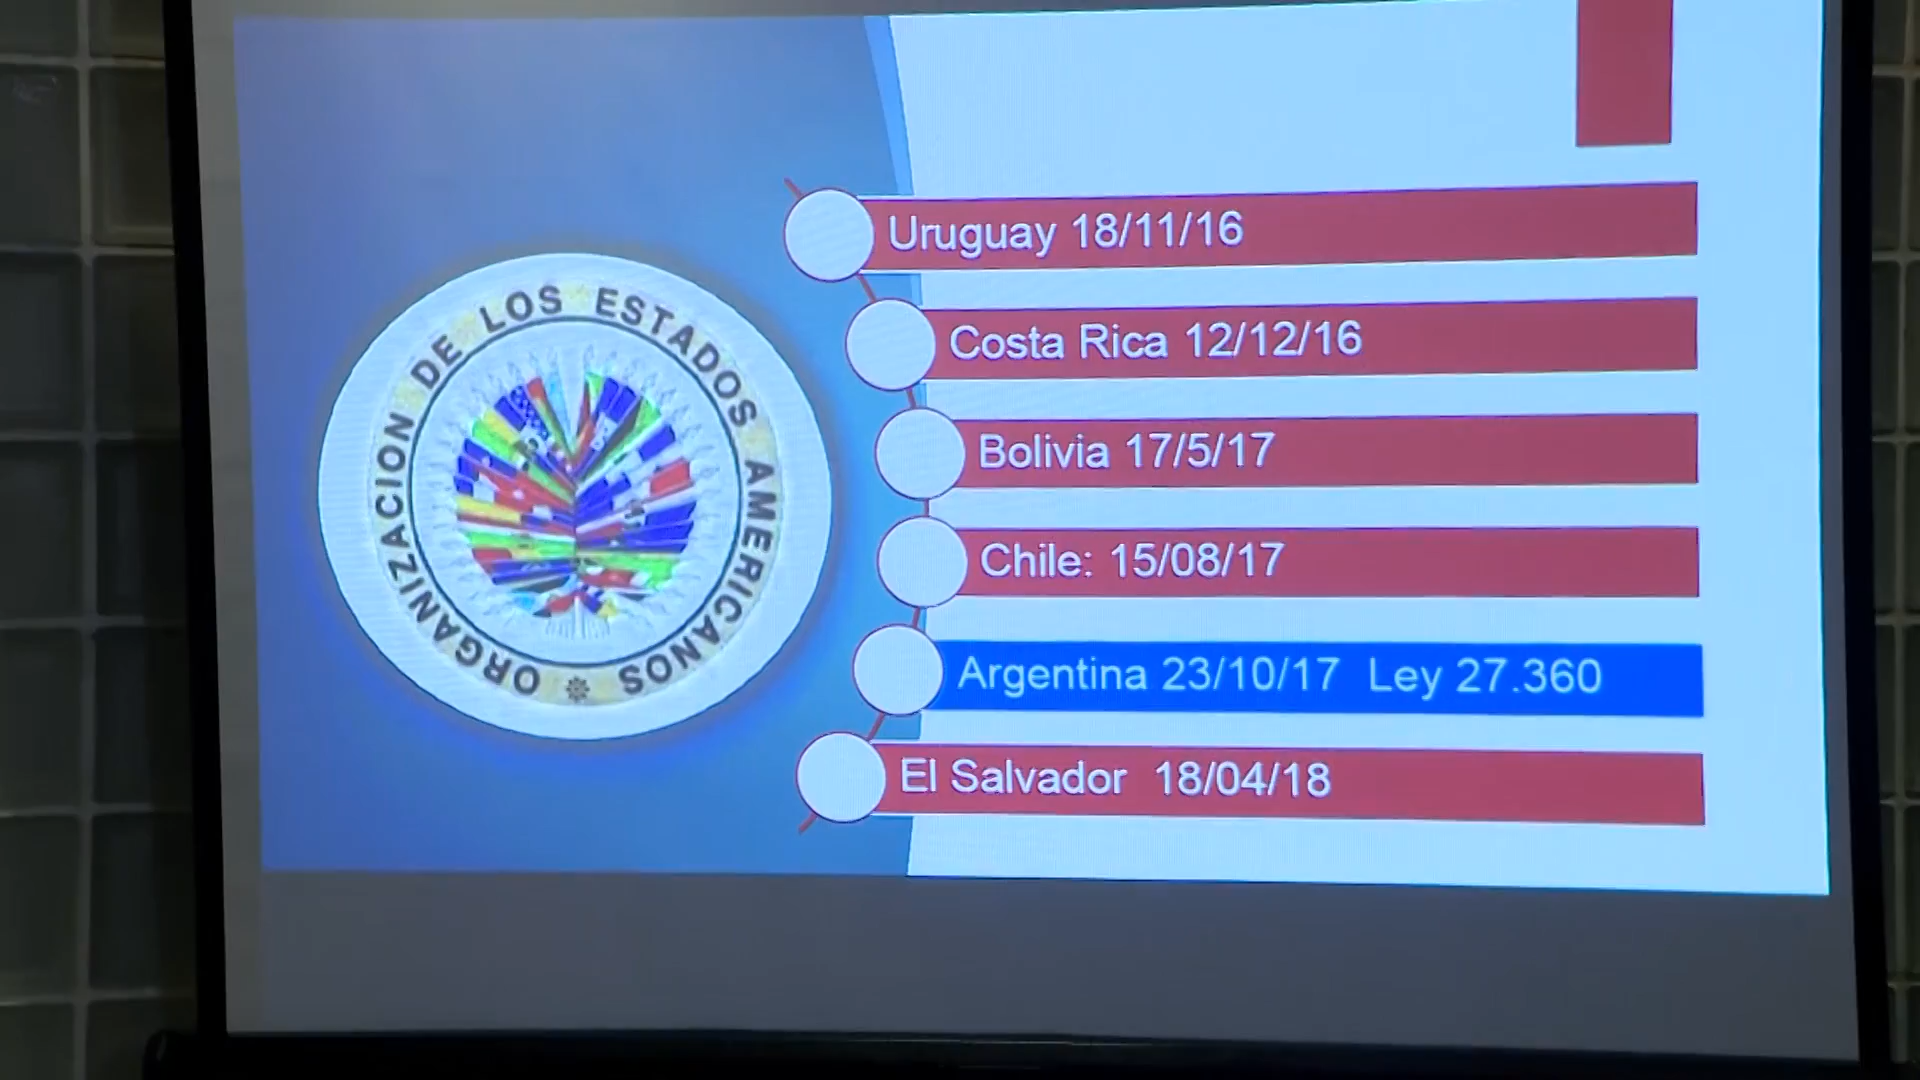 ORGANIZACION DE LOS ESTADOS AMERICANOS
Uruguay 18/11/16
Costa Rica 12/12/16
Bolivia 17/5/17
Chile: 15/08/17
Argentina 23/10/17 Ley 27.360
El Salvador 18/04/18